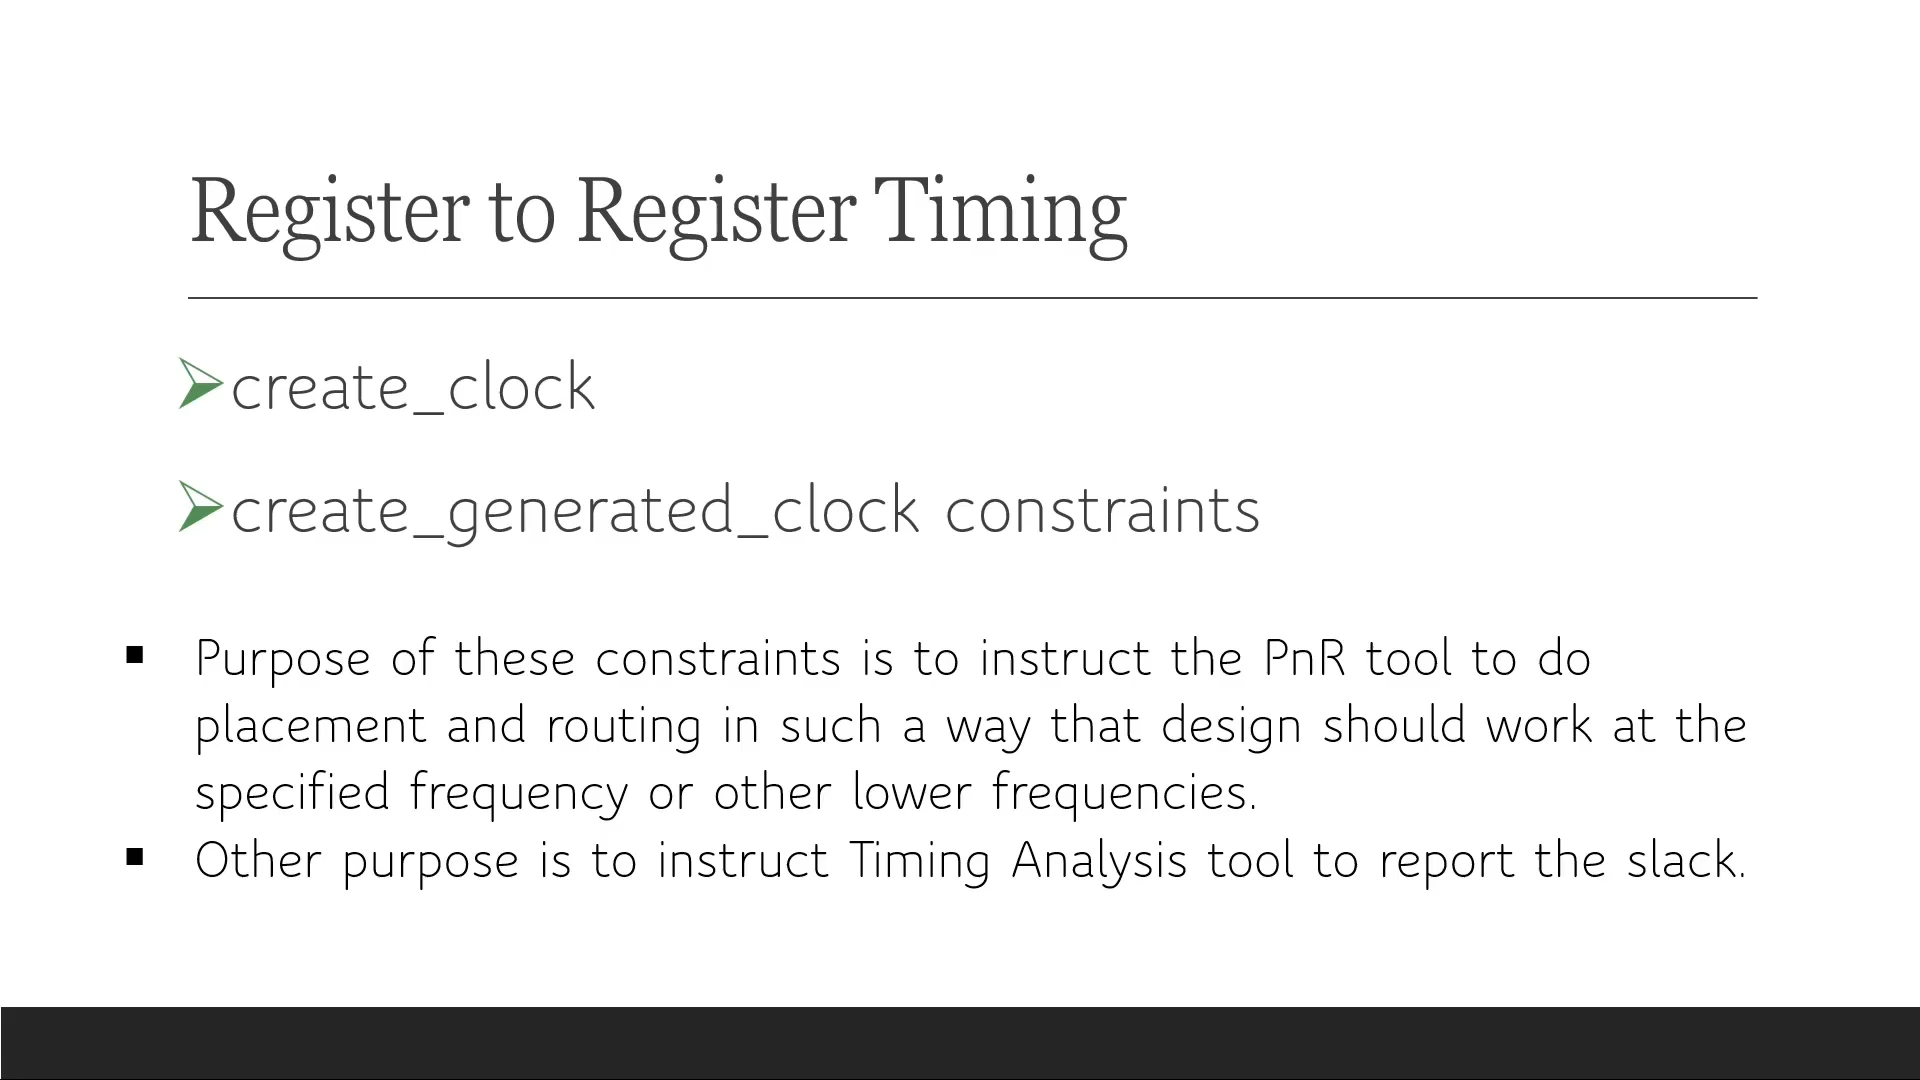 Register to Register Timing
create_clock
create_generated_clock constraints
Purpose of these constraints is to instruct the PnR tool to do
placement and routing in such a way that design should work at the
specified frequency or other lower frequencies.
Other purpose is to instruct Timing Analysis tool to report the slack.